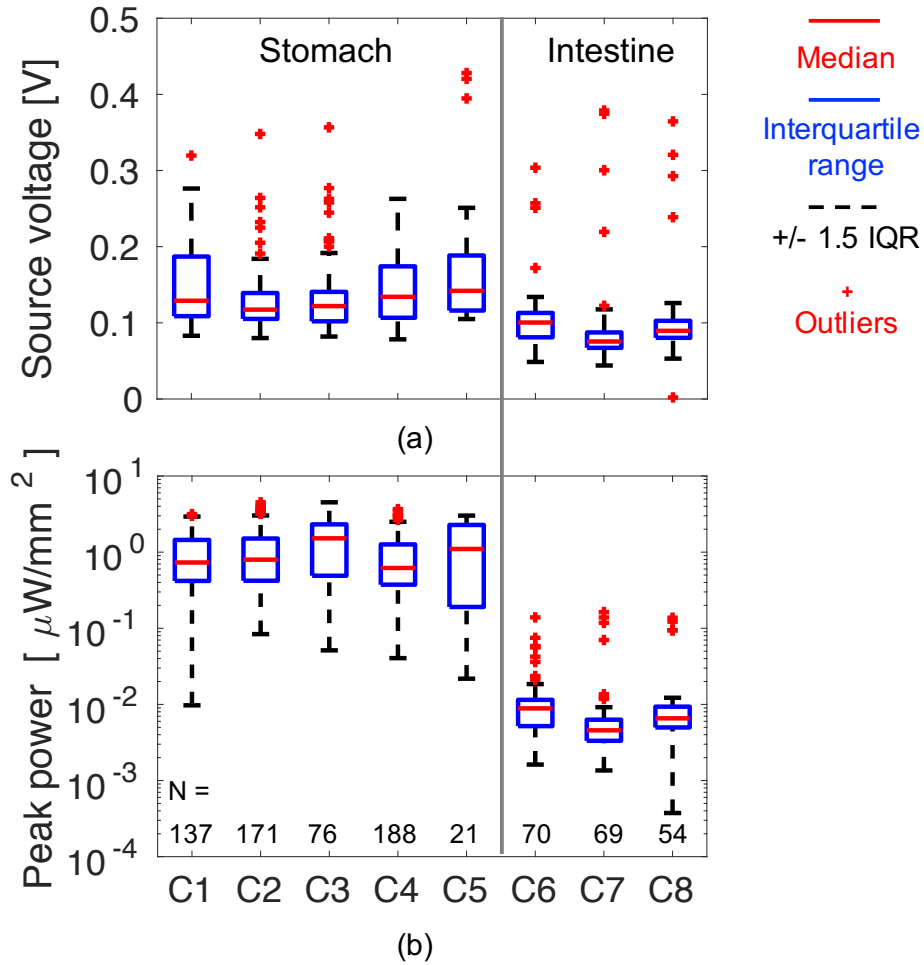 Stomach
Intestine
Source voltage [V]
0.5
0.4
0.3
0.2
0.1
0
Median
Interquartile
range
+/- 1.5 IQR
Outliers
(a)
Peak power [ μW/mm 2 ]
10 1
10 0
10 -1
10 -2
10 -3
10 -4
N =
137 171 76 188 21 70 69 54
C1 C2 C3 C4 C5 C6 C7 C8
(b)